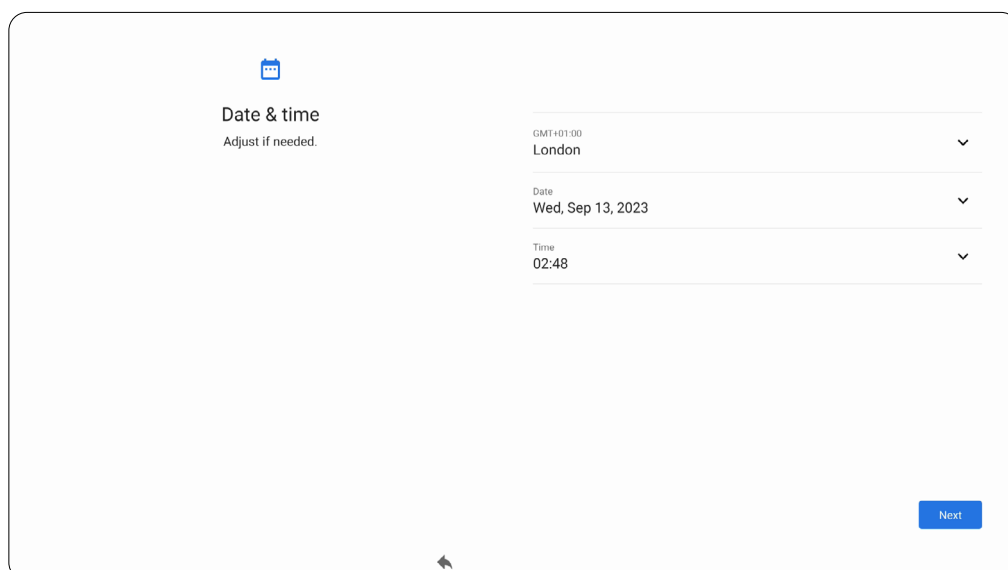 Date & time
Adjust if needed.
GMT+01:00
London
Date
Wed, Sep 13, 2023
Time
02:48
Next